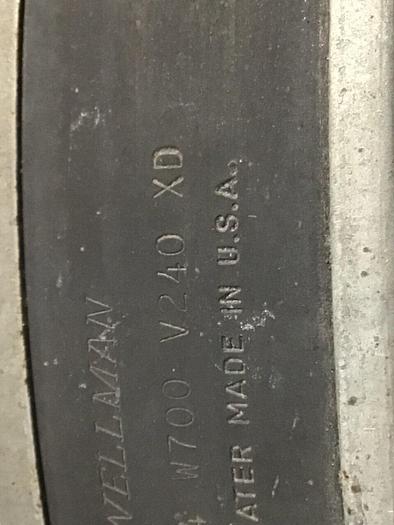 WELLMAN
W700 V240 XD
ATER MADE IN U.S.A.